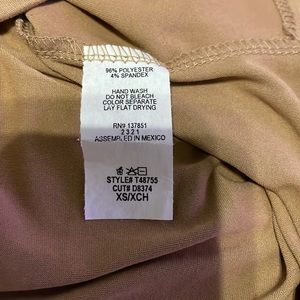 96% POLYESTER
4% SPANDEX
HAND WASH
DO NOT BLEACH
COLOR SEPARATE
LAY FLAT DRYING
RN# 137851
2321
ASSEMBLED IN MEXICO
STYLE# T48755
CUT# D8374
XS/XCH